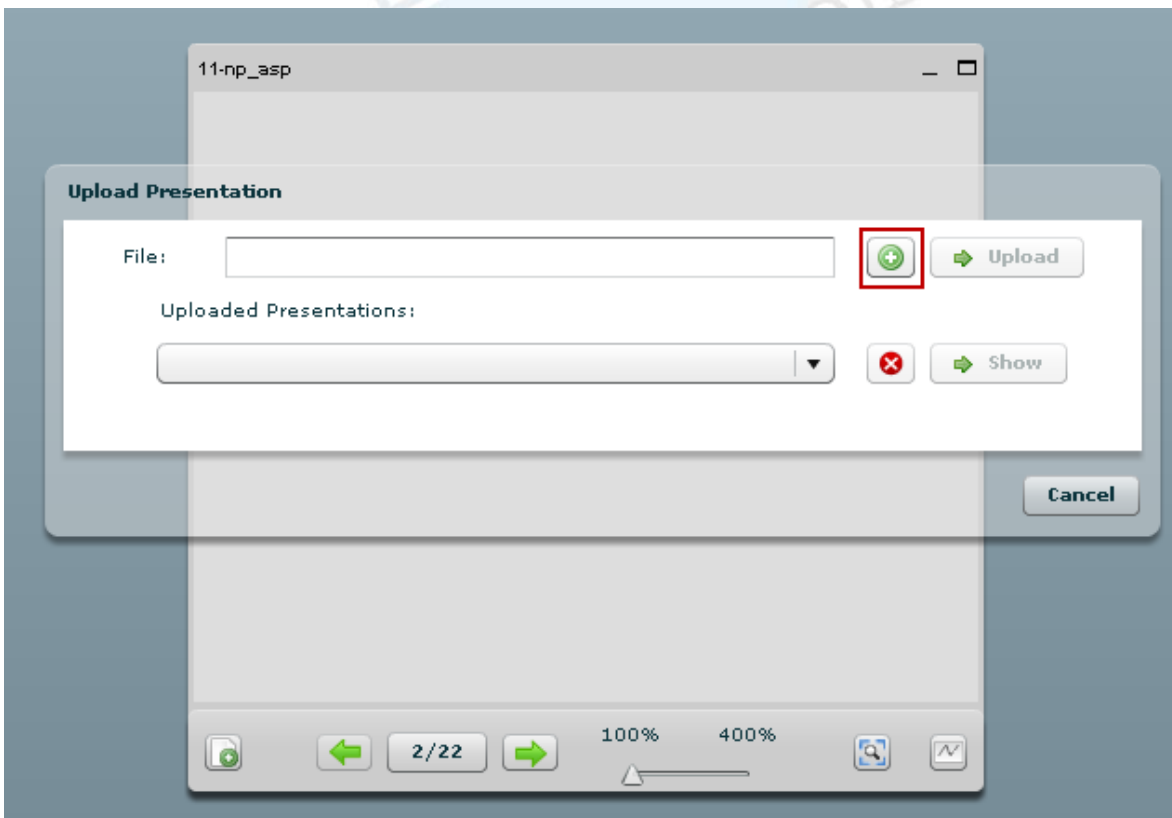 11-np_asp
Upload Presentation
File:
Upload
Uploaded Presentations:
Show
Cancel
2/22
100% 400%